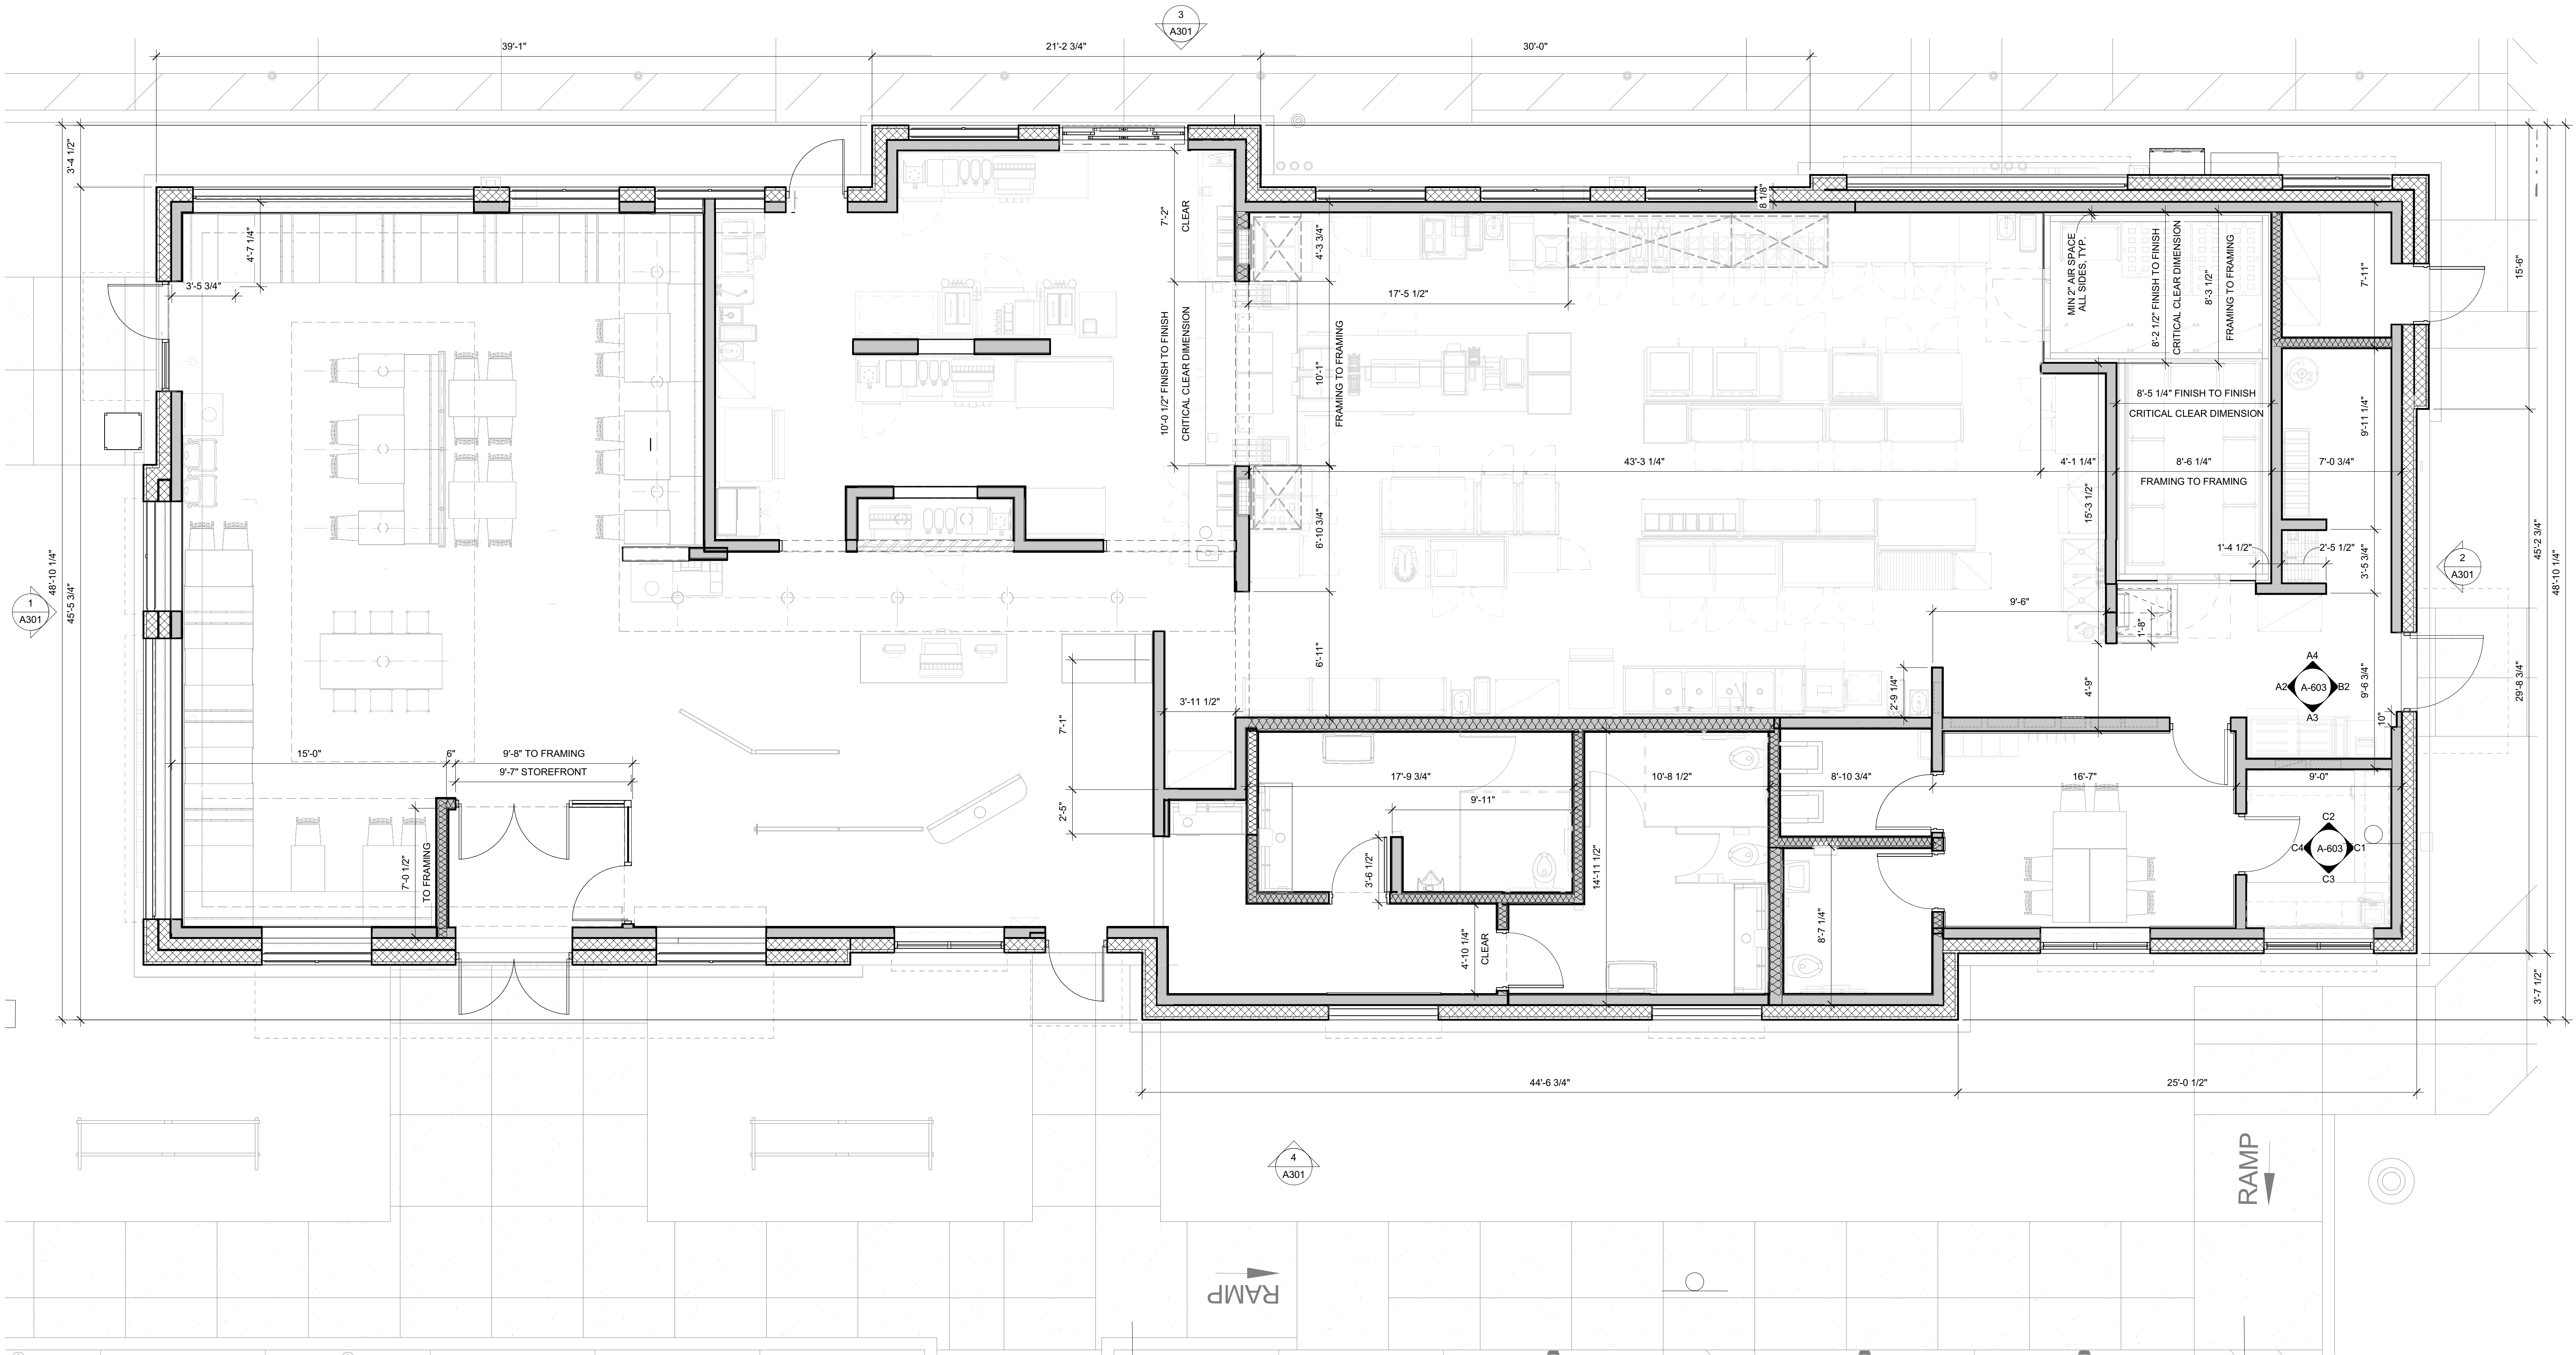 3
A301
39'-1"
21'-2 3/4"
30'-0"
3'-4 1/2"
48'-10 1/4"
45'-5 3/4"
4'-7 1/4"
3'-5 3/4"
7'-2"
CLEAR
4'-3 3/4"
8 1/8"
17'-5 1/2"
10'-0 1/2" FINISH TO FINISH
CRITICAL CLEAR DIMENSION
10'-1"
FRAMING TO FRAMING
MIN 2" AIR SPACE
ALL SIDES, TYP.
8'-2 1/2" FINISH TO FINISH
CRITICAL CLEAR DIMENSION
8'-3 1/2"
FRAMING TO FRAMING
7'-11"
15'-6"
45'-2 3/4"
48'-10 1/4"
8'-5 1/4" FINISH TO FINISH
CRITICAL CLEAR DIMENSION
9'-11 1/4"
43'-3 1/4"
4'-1 1/4"
8'-6 1/4"
7'-0 3/4"
FRAMING TO FRAMING
15'-3 1/2"
6'-10 3/4"
1'-4 1/2"
2'-5 1/2"
3'-5 3/4"
1
A301
2
A301
9'-6"
1'-8"
6'-11"
A4
A2
A-603
B2
A3
9'-6 3/4"
29'-8 3/4"
4'-9"
2'-9 1/4"
10"
3'-11 1/2"
7'-1"
15'-0"
6"
9'-8" TO FRAMING
9'-7" STOREFRONT
17'-9 3/4"
10'-8 1/2"
8'-10 3/4"
16'-7"
9'-0"
9'-11"
2'-5"
C2
C4
A-603
C1
C3
7'-0 1/2"
TO FRAMING
3'-6 1/2"
14'-11 1/2"
8'-7 1/4"
4'-10 1/4"
CLEAR
3'-7 1/2"
44'-6 3/4"
25'-0 1/2"
4
A301
RAMP
RAMP